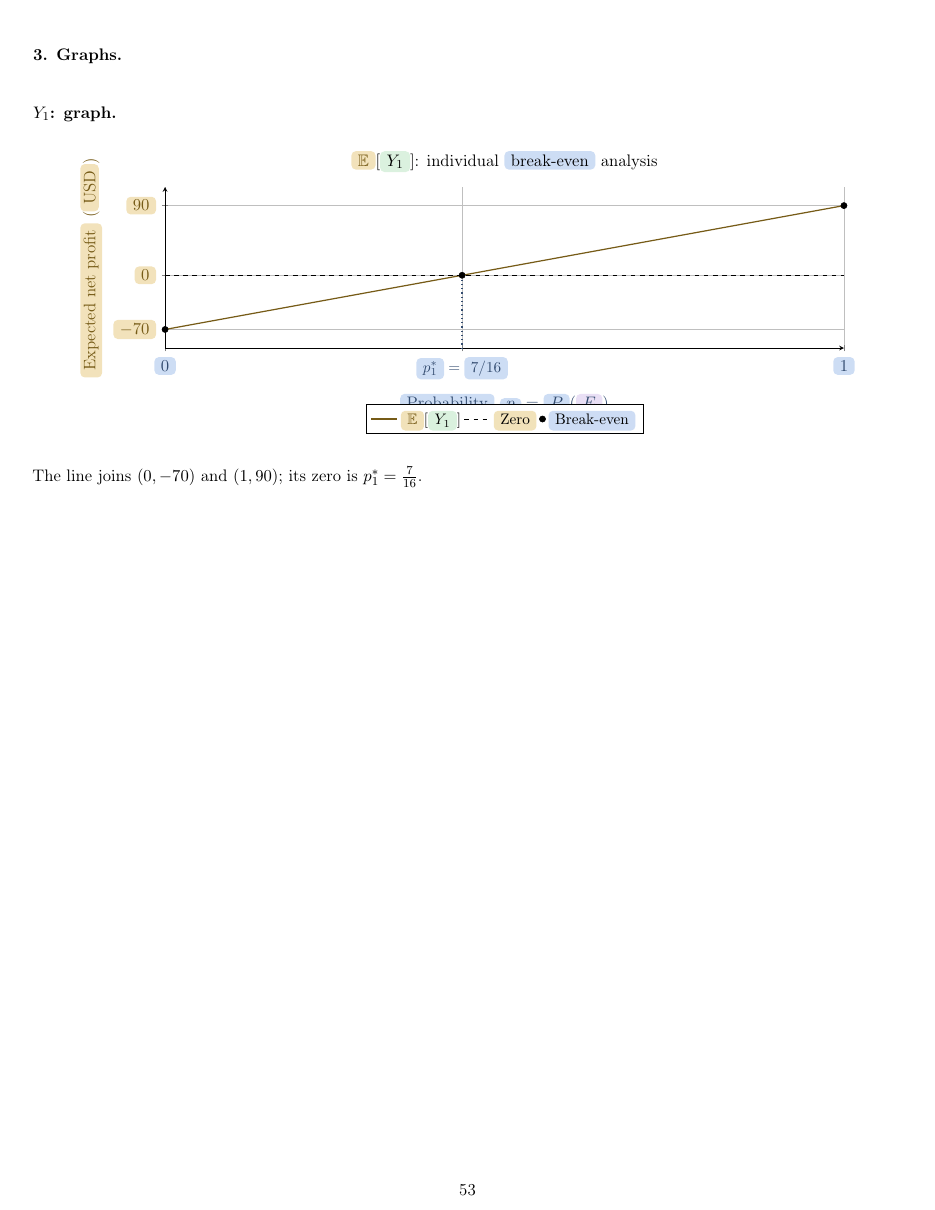 3. Graphs.
Y₁: graph.
𝔼[Y₁]: individual break-even analysis
Expected net profit (USD)
90
0
−70
0
p₁* = 7/16
1
Probability p = P(F)
𝔼[Y₁] Zero Break-even
The line joins (0, −70) and (1, 90); its zero is p₁* = 7/16.
53